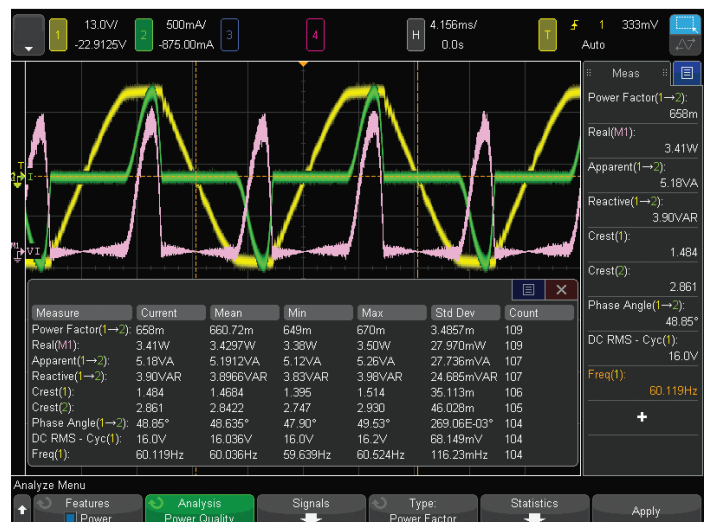 1 13.0V/ 2 500mA/ 3 4 H 4.156ms/ T 1 333mV
-22.9125V -875.00mA 0.0s Auto
Meas
Power Factor(1→2):
658m
Real(M1):
3.41W
Apparent(1→2):
5.18VA
Reactive(1→2):
3.90VAR
Crest(1):
1.484
Crest(2):
2.861
Phase Angle(1→2):
48.85°
DC RMS - Cyc(1):
16.0V
Freq(1):
60.119Hz
+
T
I
M1 VI
Measure Current Mean Min Max Std Dev Count
Power Factor(1→2): 658m 660.72m 649m 670m 3.4857m 109
Real(M1): 3.41W 3.4297W 3.38W 3.50W 27.970mW 109
Apparent(1→2): 5.18VA 5.1912VA 5.12VA 5.26VA 27.736mVA 107
Reactive(1→2): 3.90VAR 3.8966VAR 3.83VAR 3.98VAR 24.685mVAR 107
Crest(1): 1.484 1.4684 1.395 1.514 35.113m 106
Crest(2): 2.861 2.8422 2.747 2.930 46.028m 105
Phase Angle(1→2): 48.85° 48.635° 47.90° 49.53° 269.06E-03° 104
DC RMS - Cyc(1): 16.0V 16.036V 16.0V 16.2V 68.149mV 104
Freq(1): 60.119Hz 60.036Hz 59.639Hz 60.524Hz 116.23mHz 104
Analyze Menu
Features Analysis Signals Type: Statistics Apply
Power Power Quality Power Factor